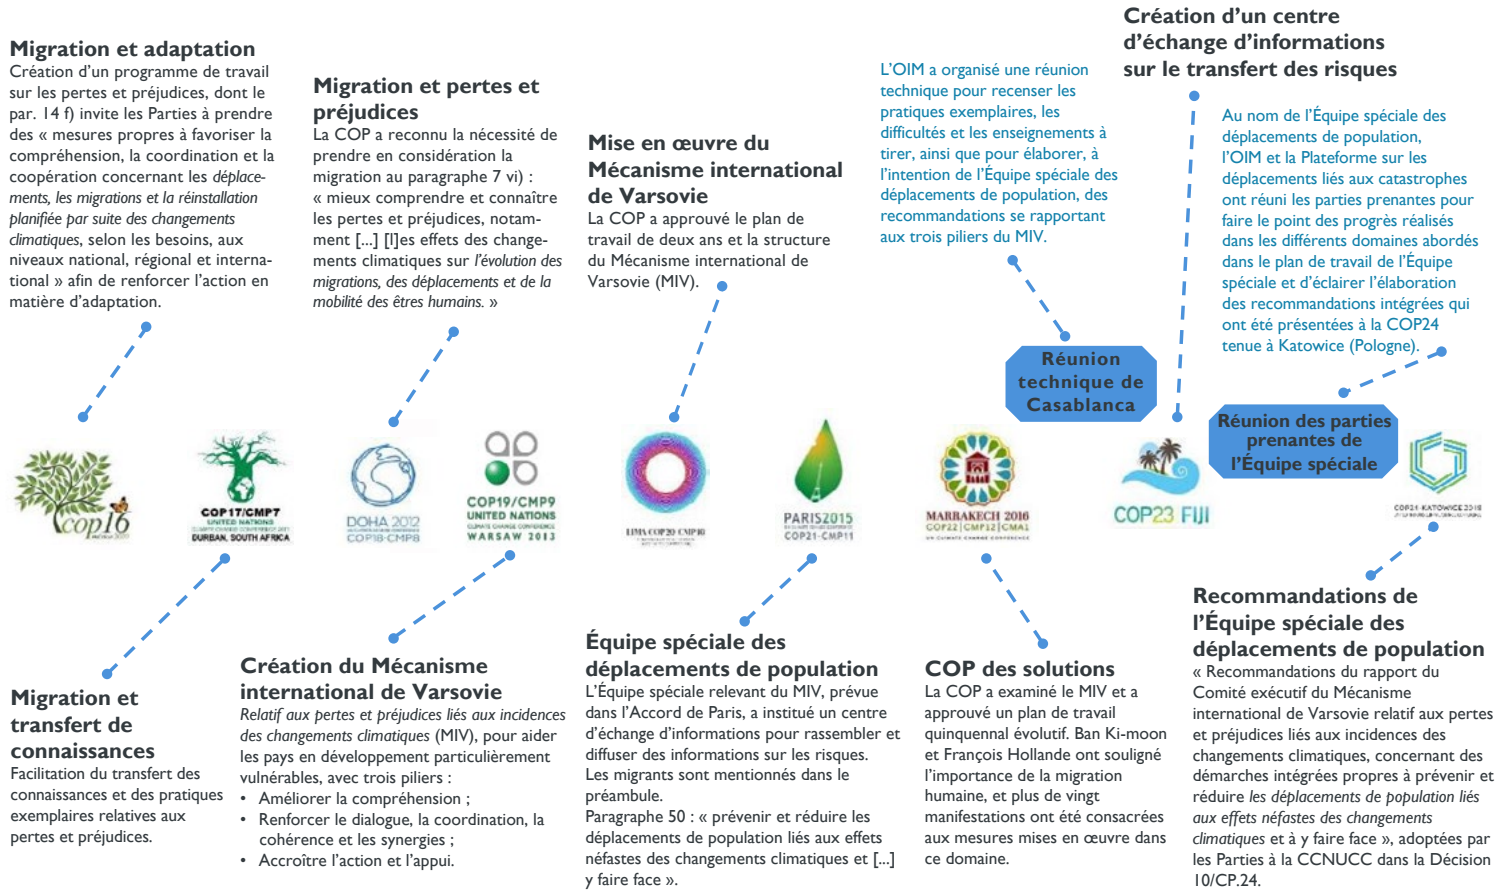 Migration et adaptation
Création d'un programme de travail
sur les pertes et préjudices, dont le
par. 14 f) invite les Parties à prendre
des « mesures propres à favoriser la
compréhension, la coordination et la
coopération concernant les déplace-
ments, les migrations et la réinstallation
planifiée par suite des changements
climatiques, selon les besoins, aux
niveaux national, régional et interna-
tional » afin de renforcer l'action en
matière d'adaptation.
Migration et pertes et
préjudices
La COP a reconnu la nécessité de
prendre en considération la
migration au paragraphe 7 vi) :
« mieux comprendre et connaître
les pertes et préjudices, notam-
ment [...] [l]es effets des change-
ments climatiques sur l'évolution des
migrations, des déplacements et de la
mobilité des êtres humains. »
Mise en œuvre du
Mécanisme international
de Varsovie
La COP a approuvé le plan de
travail de deux ans et la structure
du Mécanisme international de
Varsovie (MIV).
L'OIM a organisé une réunion
technique pour recenser les
pratiques exemplaires, les
difficultés et les enseignements à
tirer, ainsi que pour élaborer, à
l'intention de l'Équipe spéciale des
déplacements de population, des
recommandations se rapportant
aux trois piliers du MIV.
Création d'un centre
d'échange d'informations
sur le transfert des risques
Au nom de l'Équipe spéciale des
déplacements de population,
l'OIM et la Plateforme sur les
déplacements liés aux catastrophes
ont réuni les parties prenantes pour
faire le point des progrès réalisés
dans les différents domaines abordés
dans le plan de travail de l'Équipe
spéciale et d'éclairer l'élaboration
des recommandations intégrées qui
ont été présentées à la COP24
tenue à Katowice (Pologne).
Réunion
technique de
Casablanca
Réunion des parties
prenantes de
l'Équipe spéciale
cop16
COP17/CMP7
UNITED NATIONS
CLIMATE CHANGE CONFERENCE 2011
DURBAN, SOUTH AFRICA
DOHA 2012
COP18·CMP8
COP19/CMP9
UNITED NATIONS
CLIMATE CHANGE CONFERENCE
WARSAW 2013
LIMA COP20·CMP10
PARIS2015
COP21·CMP11
MARRAKECH 2016
COP22|CMP12|CMA1
UN CLIMATE CHANGE CONFERENCE
COP23 FIJI
COP24·KATOWICE 2018
Migration et
transfert de
connaissances
Facilitation du transfert des
connaissances et des pratiques
exemplaires relatives aux
pertes et préjudices.
Création du Mécanisme
international de Varsovie
Relatif aux pertes et préjudices liés aux incidences
des changements climatiques (MIV), pour aider
les pays en développement particulièrement
vulnérables, avec trois piliers :
• Améliorer la compréhension ;
• Renforcer le dialogue, la coordination, la
cohérence et les synergies ;
• Accroître l'action et l'appui.
Équipe spéciale des
déplacements de population
L'Équipe spéciale relevant du MIV, prévue
dans l'Accord de Paris, a institué un centre
d'échange d'informations pour rassembler et
diffuser des informations sur les risques.
Les migrants sont mentionnés dans le
préambule.
Paragraphe 50 : « prévenir et réduire les
déplacements de population liés aux effets
néfastes des changements climatiques et [...]
y faire face ».
COP des solutions
La COP a examiné le MIV et a
approuvé un plan de travail
quinquennal évolutif. Ban Ki-moon
et François Hollande ont souligné
l'importance de la migration
humaine, et plus de vingt
manifestations ont été consacrées
aux mesures mises en œuvre dans
ce domaine.
Recommandations de
l'Équipe spéciale des
déplacements de population
« Recommandations du rapport du
Comité exécutif du Mécanisme
international de Varsovie relatif aux pertes
et préjudices liés aux incidences des
changements climatiques, concernant des
démarches intégrées propres à prévenir et
réduire les déplacements de population liés
aux effets néfastes des changements
climatiques et à y faire face », adoptées par
les Parties à la CCNUCC dans la Décision
10/CP.24.